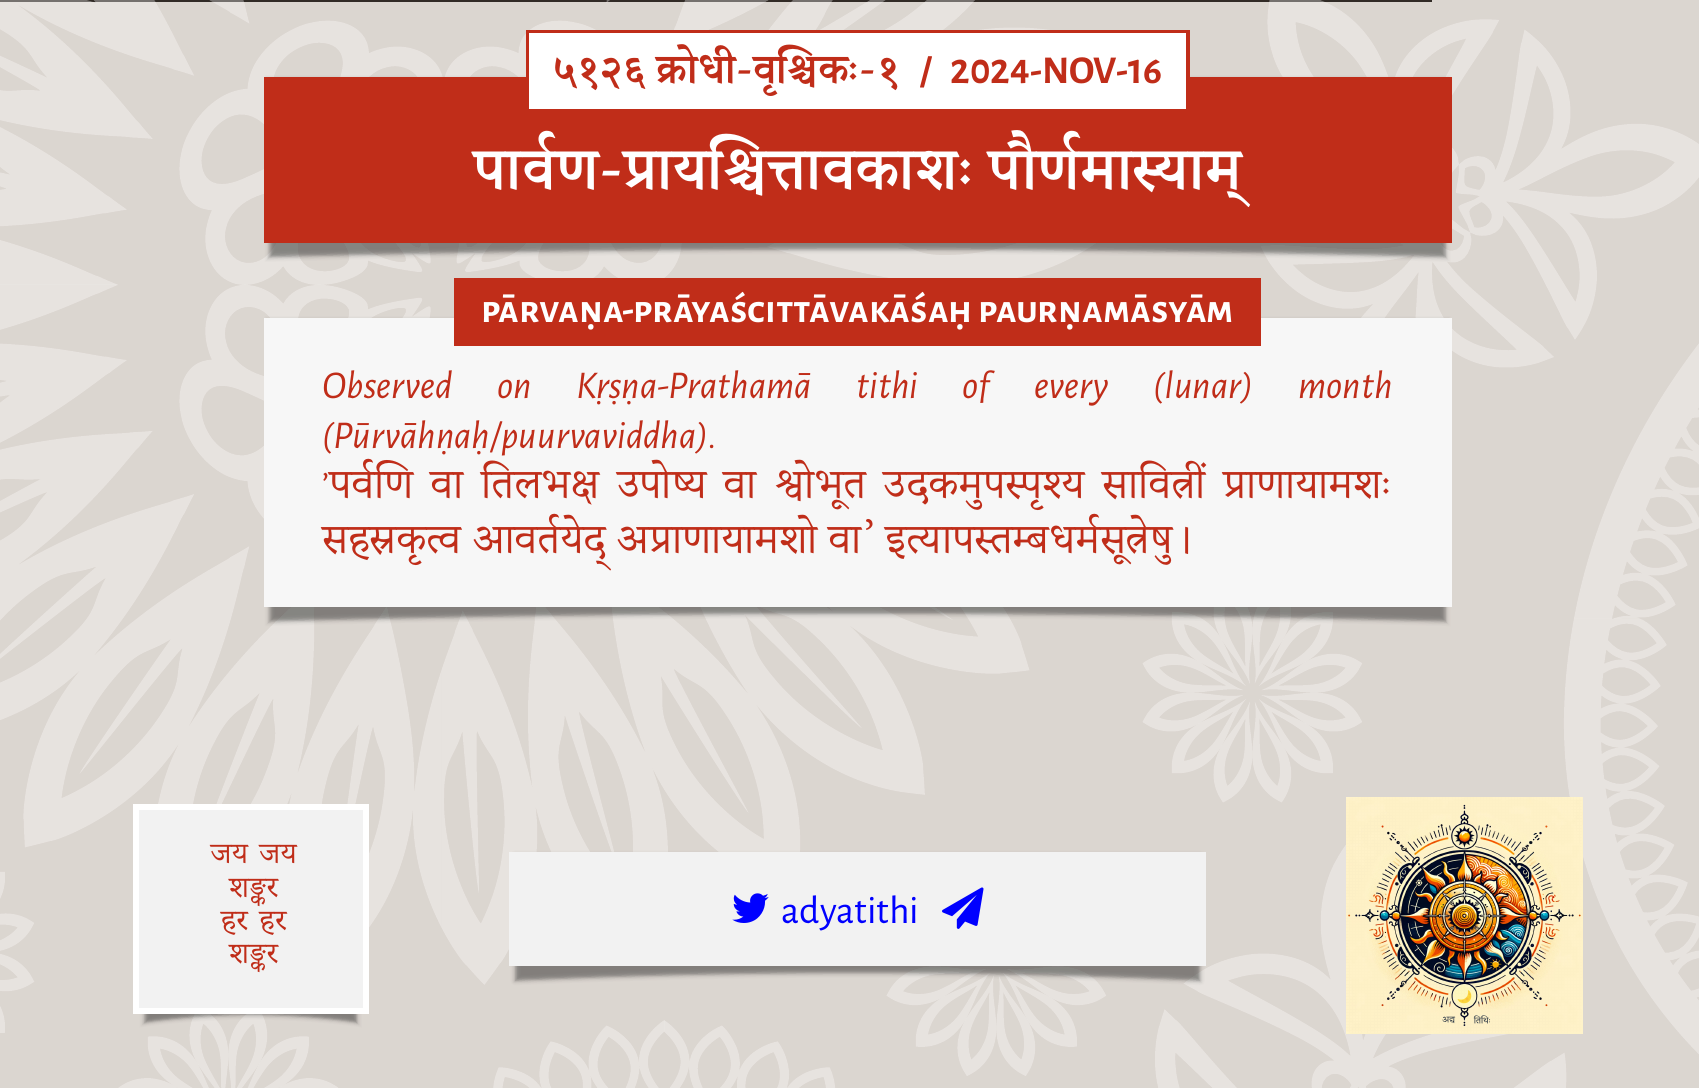 ५१२६ क्रोधी-वृश्चिकः-१ / 2024-NOV-16
पार्वण-प्रायश्चित्तावकाशः पौर्णमास्याम्
PĀRVAṆA-PRĀYAŚCITTĀVAKĀŚAḤ PAURṆAMĀSYĀM
Observed on Kṛṣṇa-Prathamā tithi of every (lunar) month
(Pūrvāhṇaḥ/puurvaviddha).
’पर्वणि वा तिलभक्ष उपोष्य वा श्वोभूत उदकमुपस्पृश्य सावित्रीं प्राणायामशः
सहस्रकृत्व आवर्तयेद् अप्राणायामशो वा’ इत्यापस्तम्बधर्मसूत्रेषु।
जय जय
शङ्कर
हर हर
शङ्कर
adyatithi
अद्य तिथिः